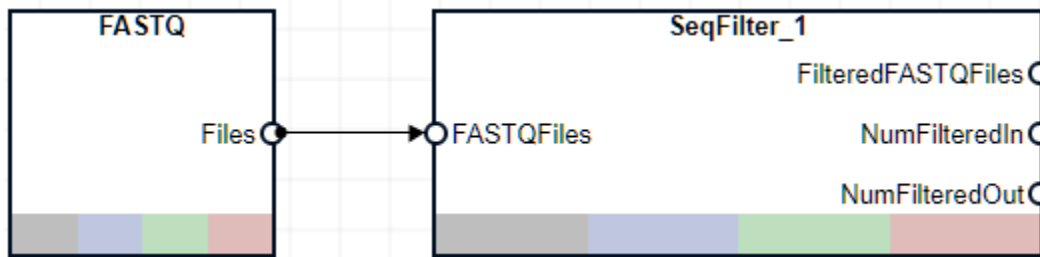 FASTQ
Files
SeqFilter_1
FilteredFASTQFiles
FASTQFiles
NumFilteredIn
NumFilteredOut